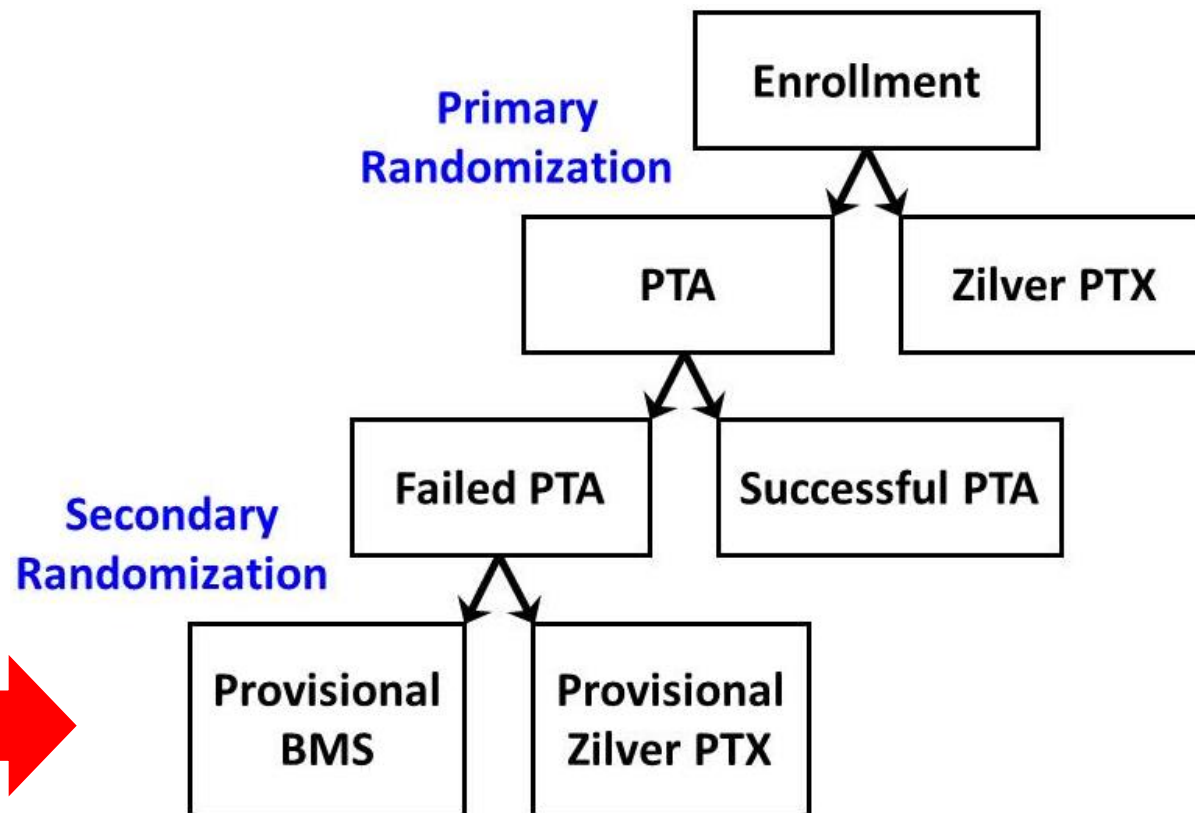 Enrollment
Primary
Randomization
PTA
Zilver PTX
Failed PTA
Successful PTA
Secondary
Randomization
Provisional
BMS
Provisional
Zilver PTX